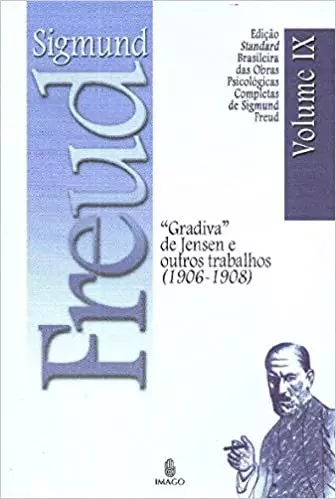 Sigmund
Freud
Edição
Standard
Brasileira
das Obras
Psicológicas
Completas
de Sigmund
Freud
Volume IX
“Gradiva”
de Jensen e
outros trabalhos
(1906-1908)
IMAGO